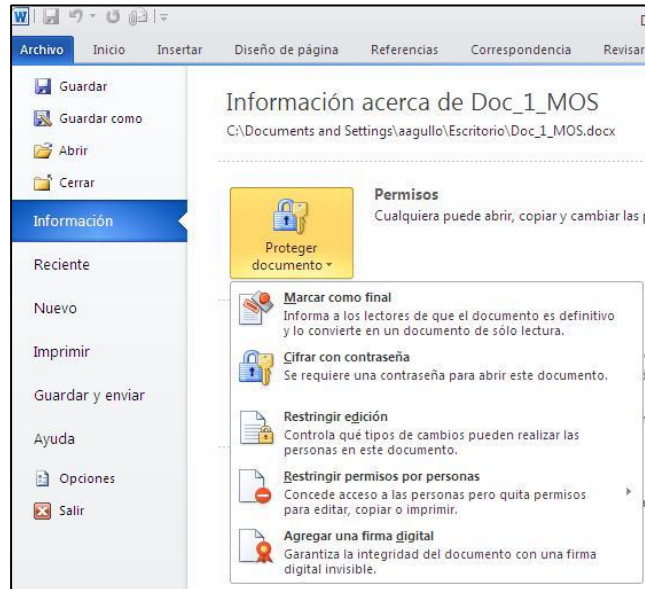 Archivo Inicio Insertar Diseño de página Referencias Correspondencia Revisar
Guardar
Guardar como
Abrir
Cerrar
Información
Reciente
Nuevo
Imprimir
Guardar y enviar
Ayuda
Opciones
Salir
Información acerca de Doc_1_MOS
C:\Documents and Settings\aagullo\Escritorio\Doc_1_MOS.docx
Proteger
documento
Permisos
Cualquiera puede abrir, copiar y cambiar las
Marcar como final
Informa a los lectores de que el documento es definitivo
y lo convierte en un documento de sólo lectura.
Cifrar con contraseña
Se requiere una contraseña para abrir este documento.
Restringir edición
Controla qué tipos de cambios pueden realizar las
personas en este documento.
Restringir permisos por personas
Concede acceso a las personas pero quita permisos
para editar, copiar o imprimir.
Agregar una firma digital
Garantiza la integridad del documento con una firma
digital invisible.